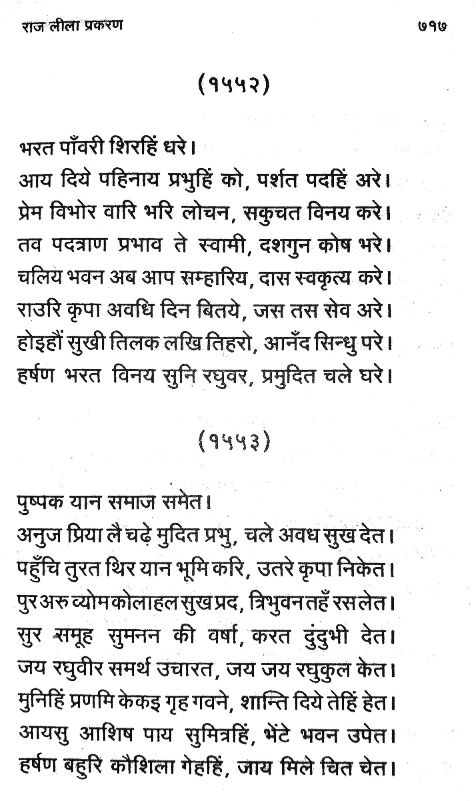 राज लीला प्रकरण ७१७
(१५५२)
भरत पाँवरी शिरहिं धरे।
आय दिये पहिनाय प्रभुहिं को, पर्शत पदहिं अरे।
प्रेम विभोर वारि भरि लोचन, सकुचत विनय करे।
तव पदत्राण प्रभाव ते स्वामी, दशगुन कोष भरे।
चलिय भवन अब आप सम्हारिय, दास स्वकृत्य करे।
राउरि कृपा अवधि दिन बितये, जस तस सेव अरे।
होइहौं सुखी तिलक लखि तिहरो, आनँद सिन्धु परे।
हर्षण भरत विनय सुनि रघुवर, प्रमुदित चले घरे।
(१५५३)
पुष्पक यान समाज समेत।
अनुज प्रिया लै चढ़े मुदित प्रभु, चले अवध सुख देत।
पहुँचि तुरत थिर यान भूमि करि, उतरे कृपा निकेत।
पुर अरु व्योम कोलाहल सुख प्रद, त्रिभुवन तहँ रस लेत।
सुर समूह सुमनन की वर्षा, करत दुंदुभी देत।
जय रघुवीर समर्थ उचारत, जय जय रघुकुल केत।
मुनिहिं प्रणमि केकइ गृह गवने, शान्ति दिये तेहिं हेत।
आयसु आशिष पाय सुमित्रहिं, भेंटे भवन उपेत।
हर्षण बहुरि कौशिला गेहहिं, जाय मिले चित चेत।